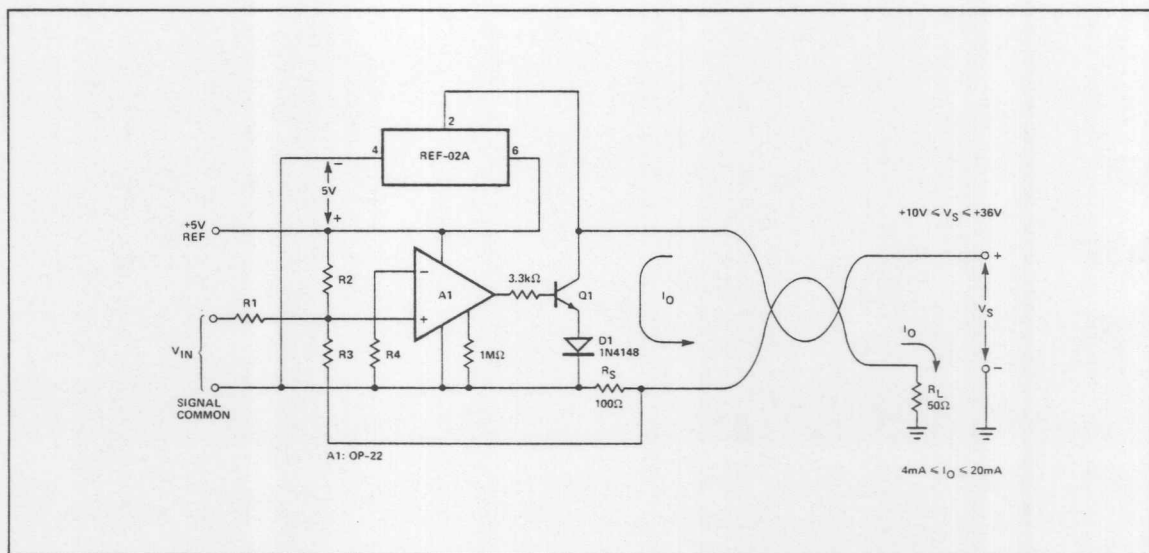 2
4
REF-02A
6
−
5V
+
+5V
REF
+10V ≤ VS ≤ +36V
+
R2
−
A1
3.3kΩ
Q1
IO
VS
R1
+
VIN
R3
R4
1MΩ
D1
1N4148
IO
−
RS
100Ω
RL
50Ω
SIGNAL
COMMON
A1: OP-22
4mA ≤ IO ≤ 20mA